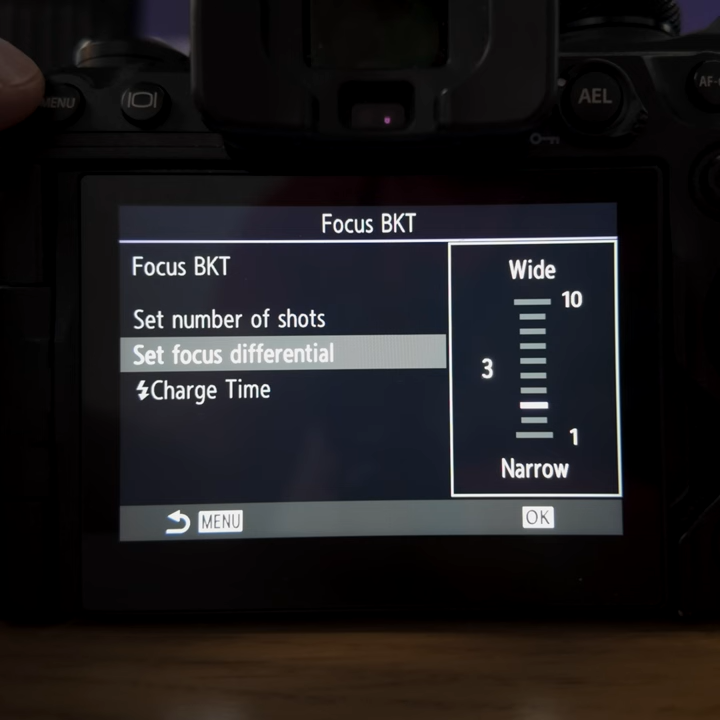 MENU
AEL
AF-
Focus BKT
Focus BKT
Set number of shots
Set focus differential
Charge Time
Wide
10
3
1
Narrow
MENU
OK